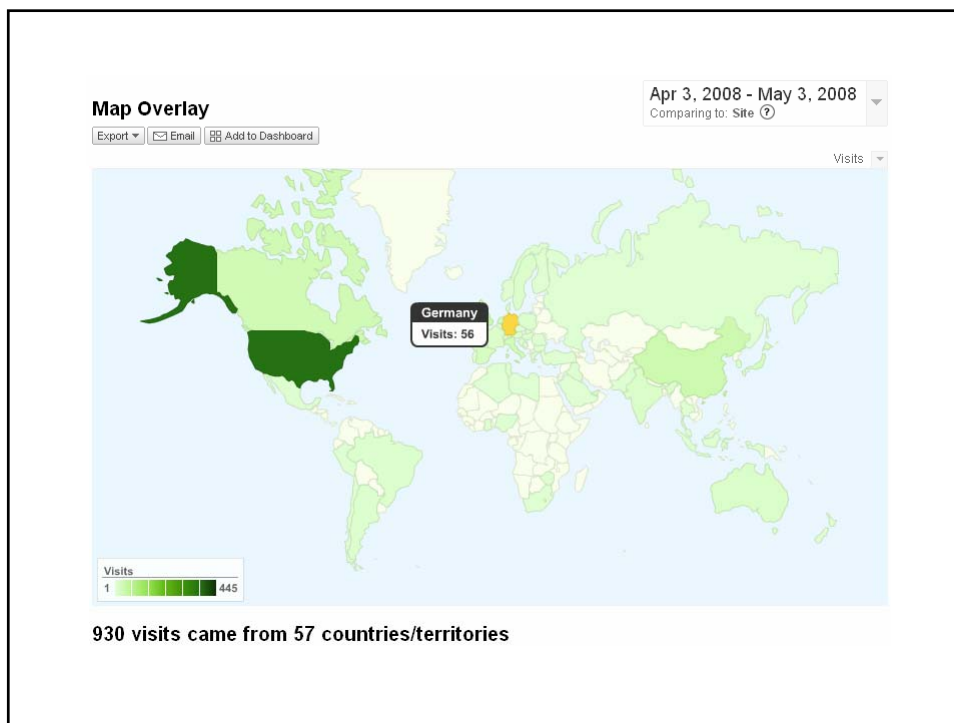 Map Overlay
Apr 3, 2008 - May 3, 2008
Comparing to: Site ?
Export Email Add to Dashboard
Visits
Germany
Visits: 56
Visits
1 445
930 visits came from 57 countries/territories